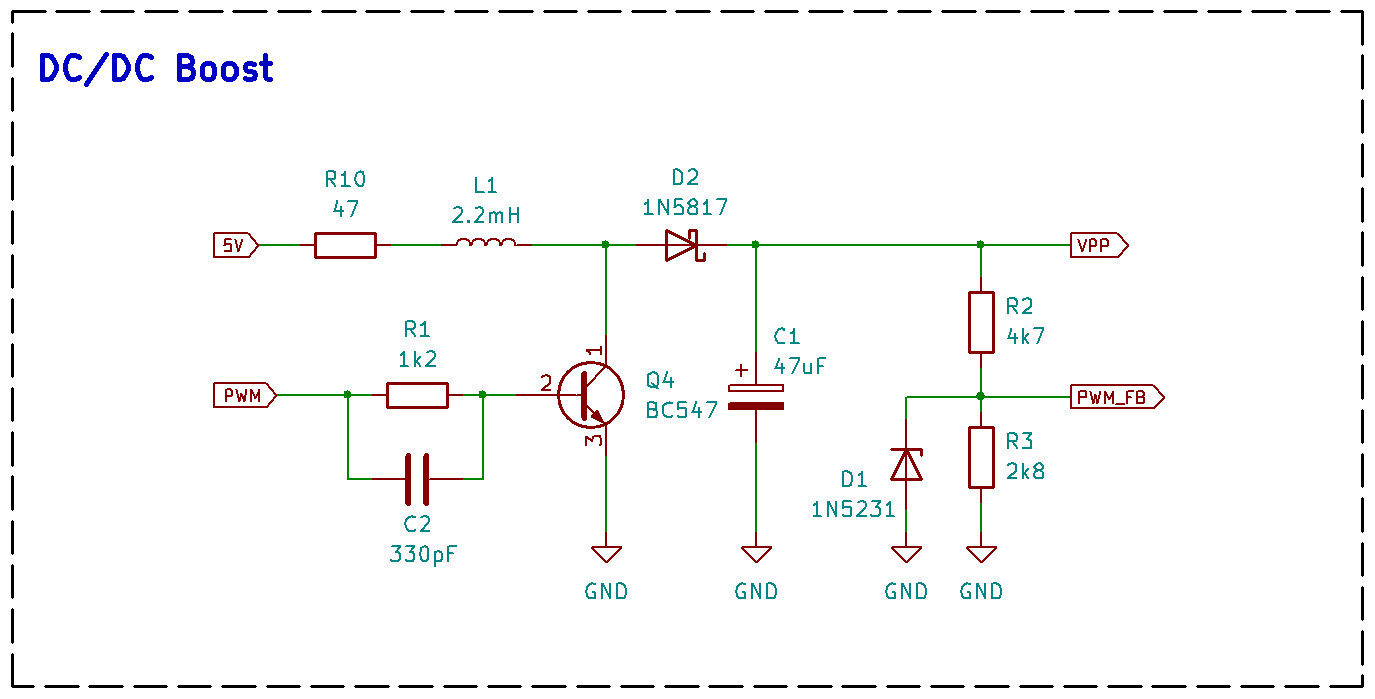 DC/DC Boost
R10
47
L1
2.2mH
D2
1N5817
5V
VPP
R1
1k2
PWM
1
2
3
Q4
BC547
C1
47uF
+
R2
4k7
PWM_FB
R3
2k8
D1
1N5231
C2
330pF
GND
GND
GND
GND